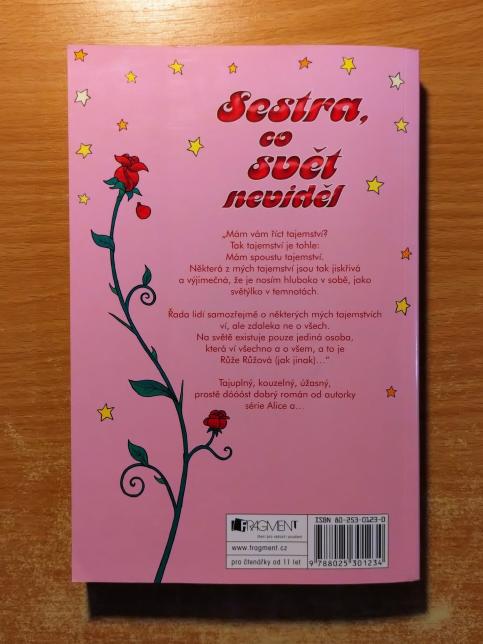 Sestra,
co
svět
neviděl
„Mám vám říct tajemství?
Tak tajemství je tohle:
Mám spoustu tajemství.
Některá z mých tajemství jsou tak jiskřivá
a výjimečná, že je nosím hluboko v sobě, jako
světýlko v temnotách.
Řada lidí samozřejmě o některých mých tajemstvích
ví, ale zdaleka ne o všech.
Na světě existuje pouze jediná osoba,
která ví všechno a o všem, a to je
Růže Růžová (jak jinak)…“
Tajuplný, kouzelný, úžasný,
prostě dóóóst dobrý román od autorky
série Alice a…
FRAGMENT
www.fragment.cz
pro čtenářky od 11 let
ISBN 80-253-0123-0
9 788025 301234